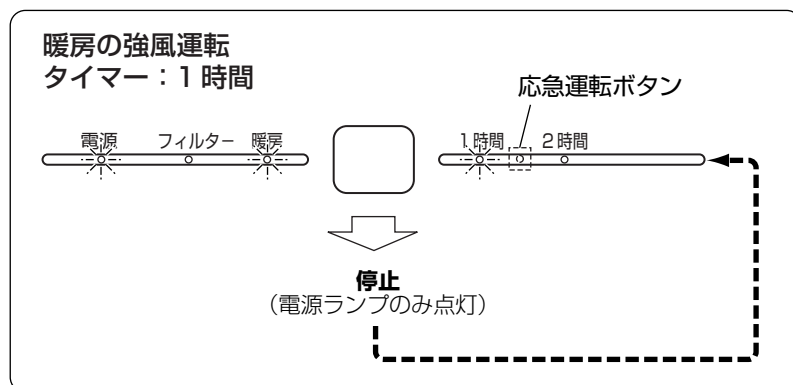 暖房の強風運転
タイマー：1 時間
応急運転ボタン
電源 フィルター 暖房
1 時間 2 時間
停止
（電源ランプのみ点灯）